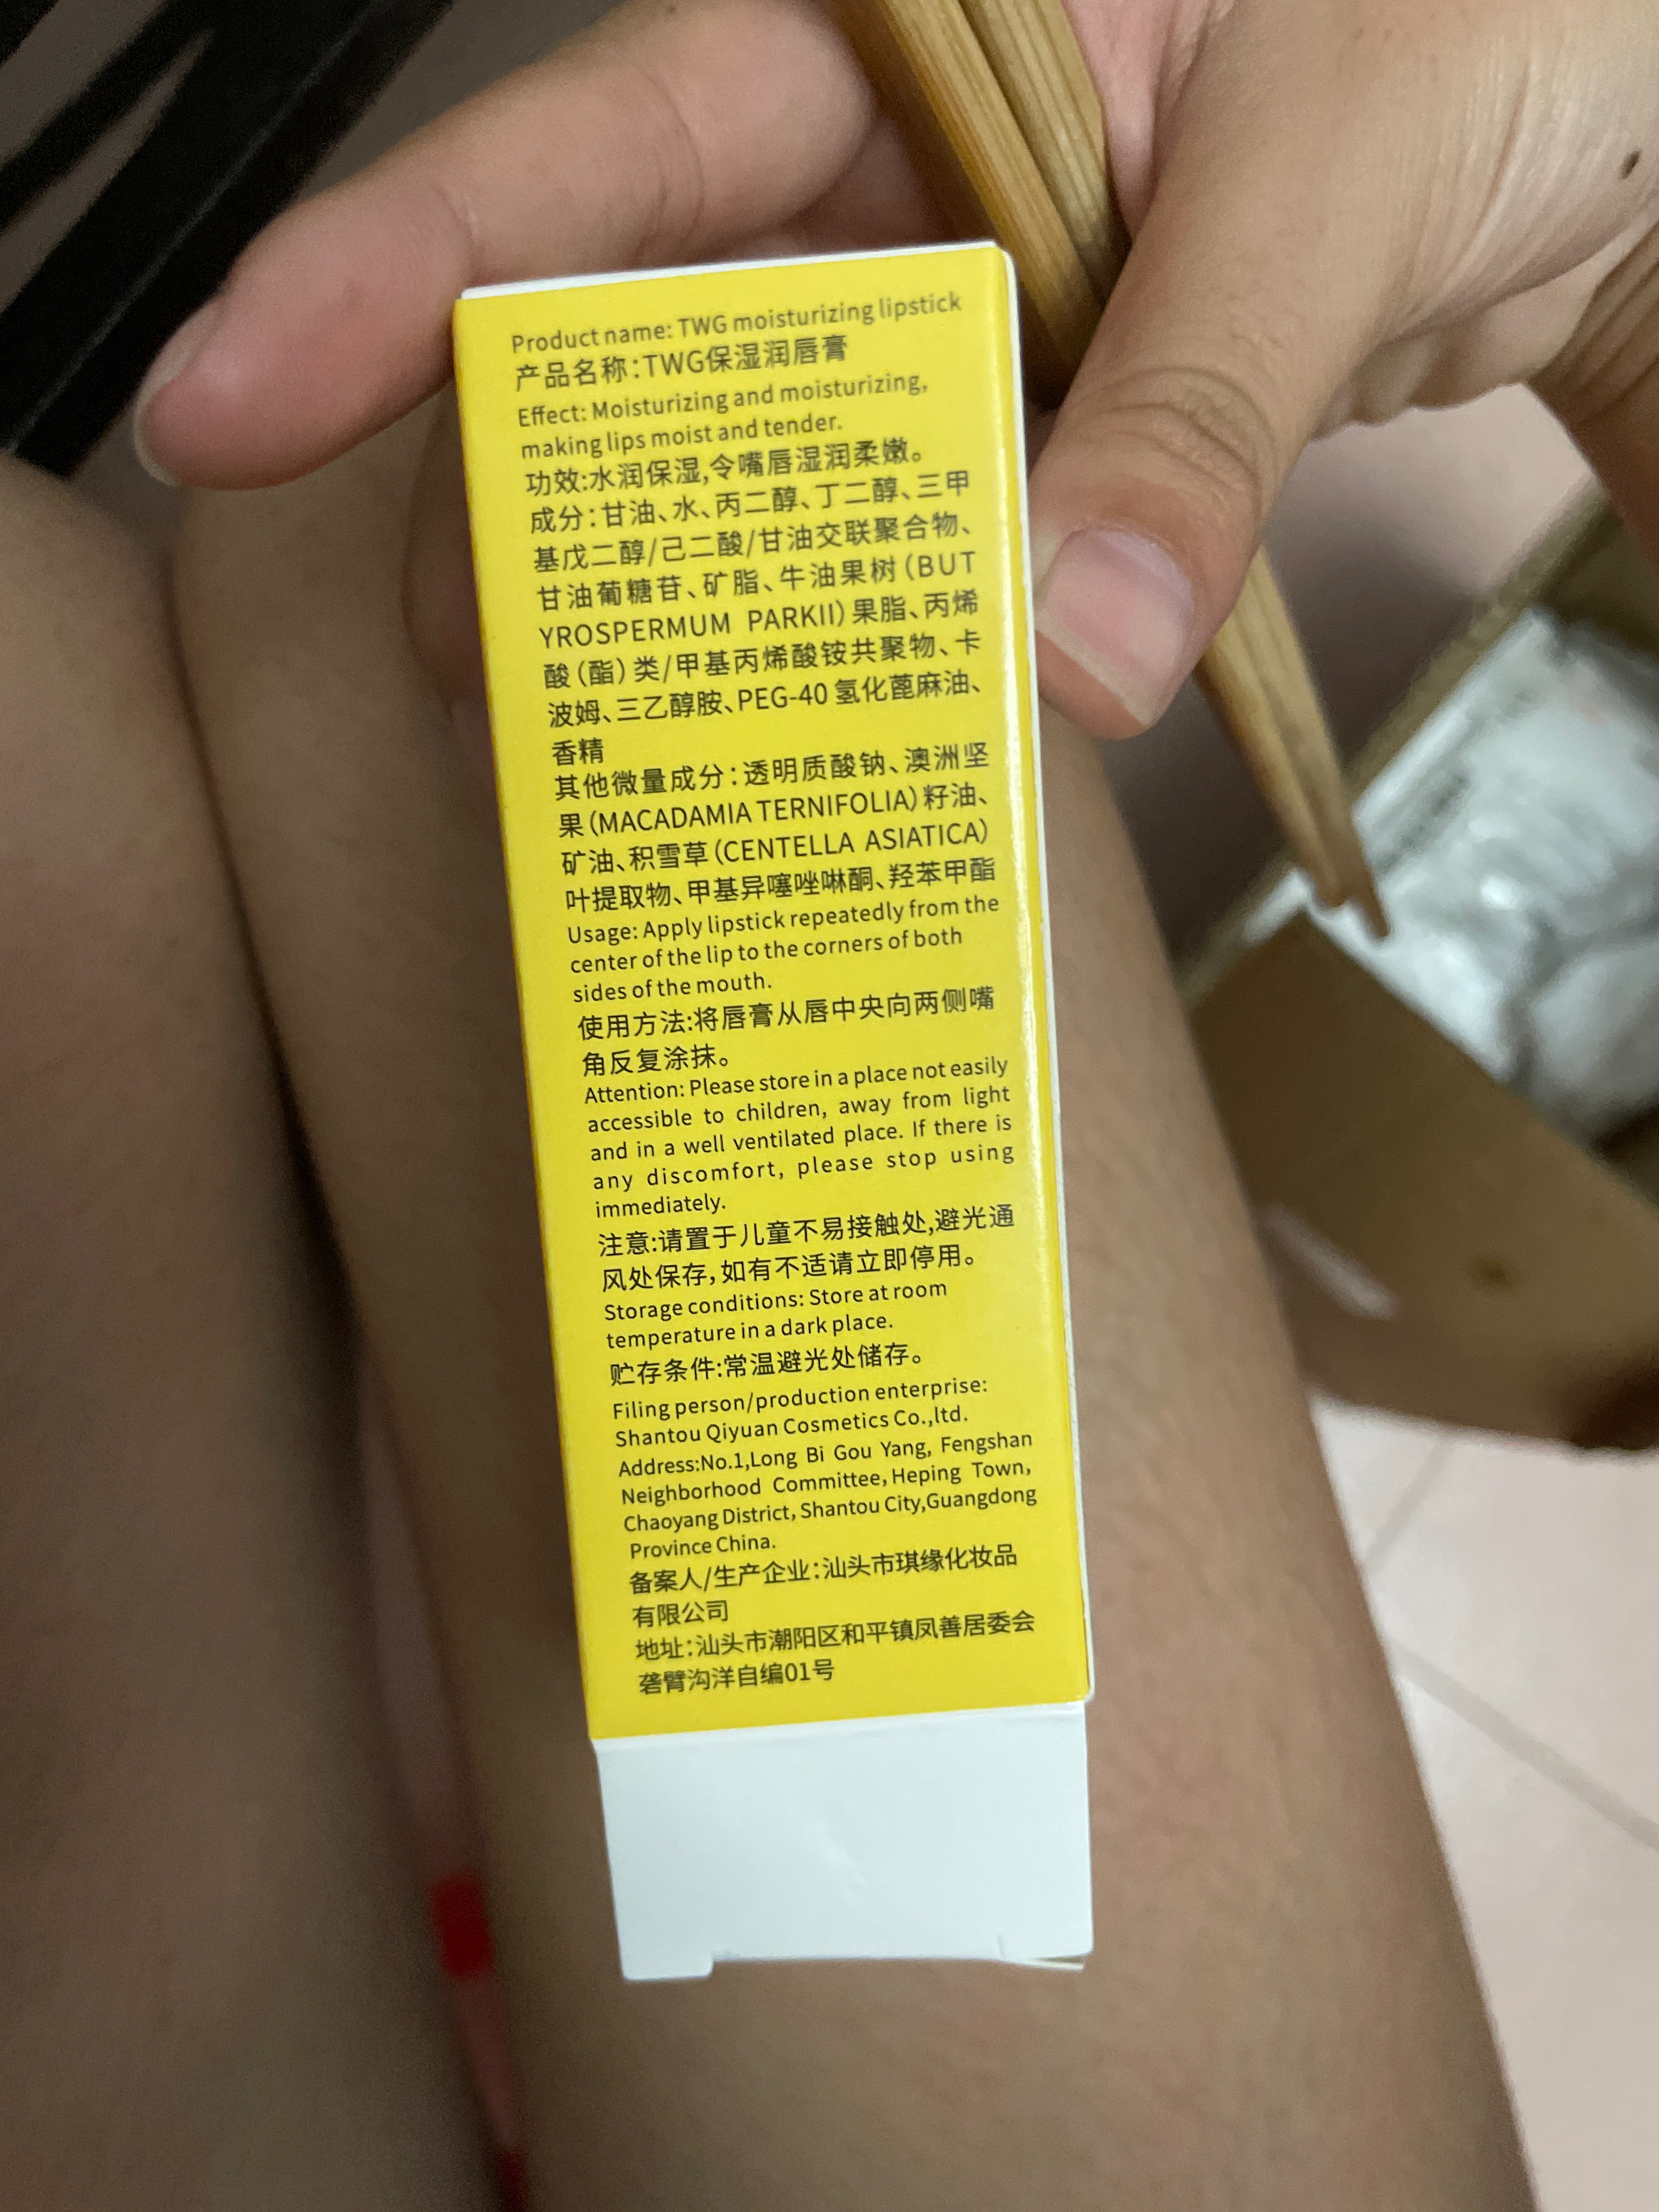 Product name: TWG moisturizing lipstick
产品名称:TWG保湿润唇膏
Effect: Moisturizing and moisturizing,
making lips moist and tender.
功效:水润保湿,令嘴唇湿润柔嫩。
成分:甘油、水、丙二醇、丁二醇、三甲
基戊二醇/己二酸/甘油交联聚合物、
甘油葡糖苷、矿脂、牛油果树(BUT
YROSPERMUM PARKII)果脂、丙烯
酸(酯)类/甲基丙烯酸铵共聚物、卡
波姆、三乙醇胺、PEG-40 氢化蓖麻油、
香精
其他微量成分:透明质酸钠、澳洲坚
果(MACADAMIA TERNIFOLIA)籽油、
矿油、积雪草(CENTELLA ASIATICA)
叶提取物、甲基异噻唑啉酮、羟苯甲酯
Usage: Apply lipstick repeatedly from the
center of the lip to the corners of both
sides of the mouth.
使用方法:将唇膏从唇中央向两侧嘴
角反复涂抹。
Attention: Please store in a place not easily
accessible to children, away from light
and in a well ventilated place. If there is
any discomfort, please stop using
immediately.
注意:请置于儿童不易接触处,避光通
风处保存,如有不适请立即停用。
Storage conditions: Store at room
temperature in a dark place.
贮存条件:常温避光处储存。
Filing person/production enterprise:
Shantou Qiyuan Cosmetics Co.,ltd.
Address:No.1,Long Bi Gou Yang, Fengshan
Neighborhood Committee, Heping Town,
Chaoyang District, Shantou City,Guangdong
Province China.
备案人/生产企业:汕头市琪缘化妆品
有限公司
地址:汕头市潮阳区和平镇凤善居委会
砻臂沟洋自编01号